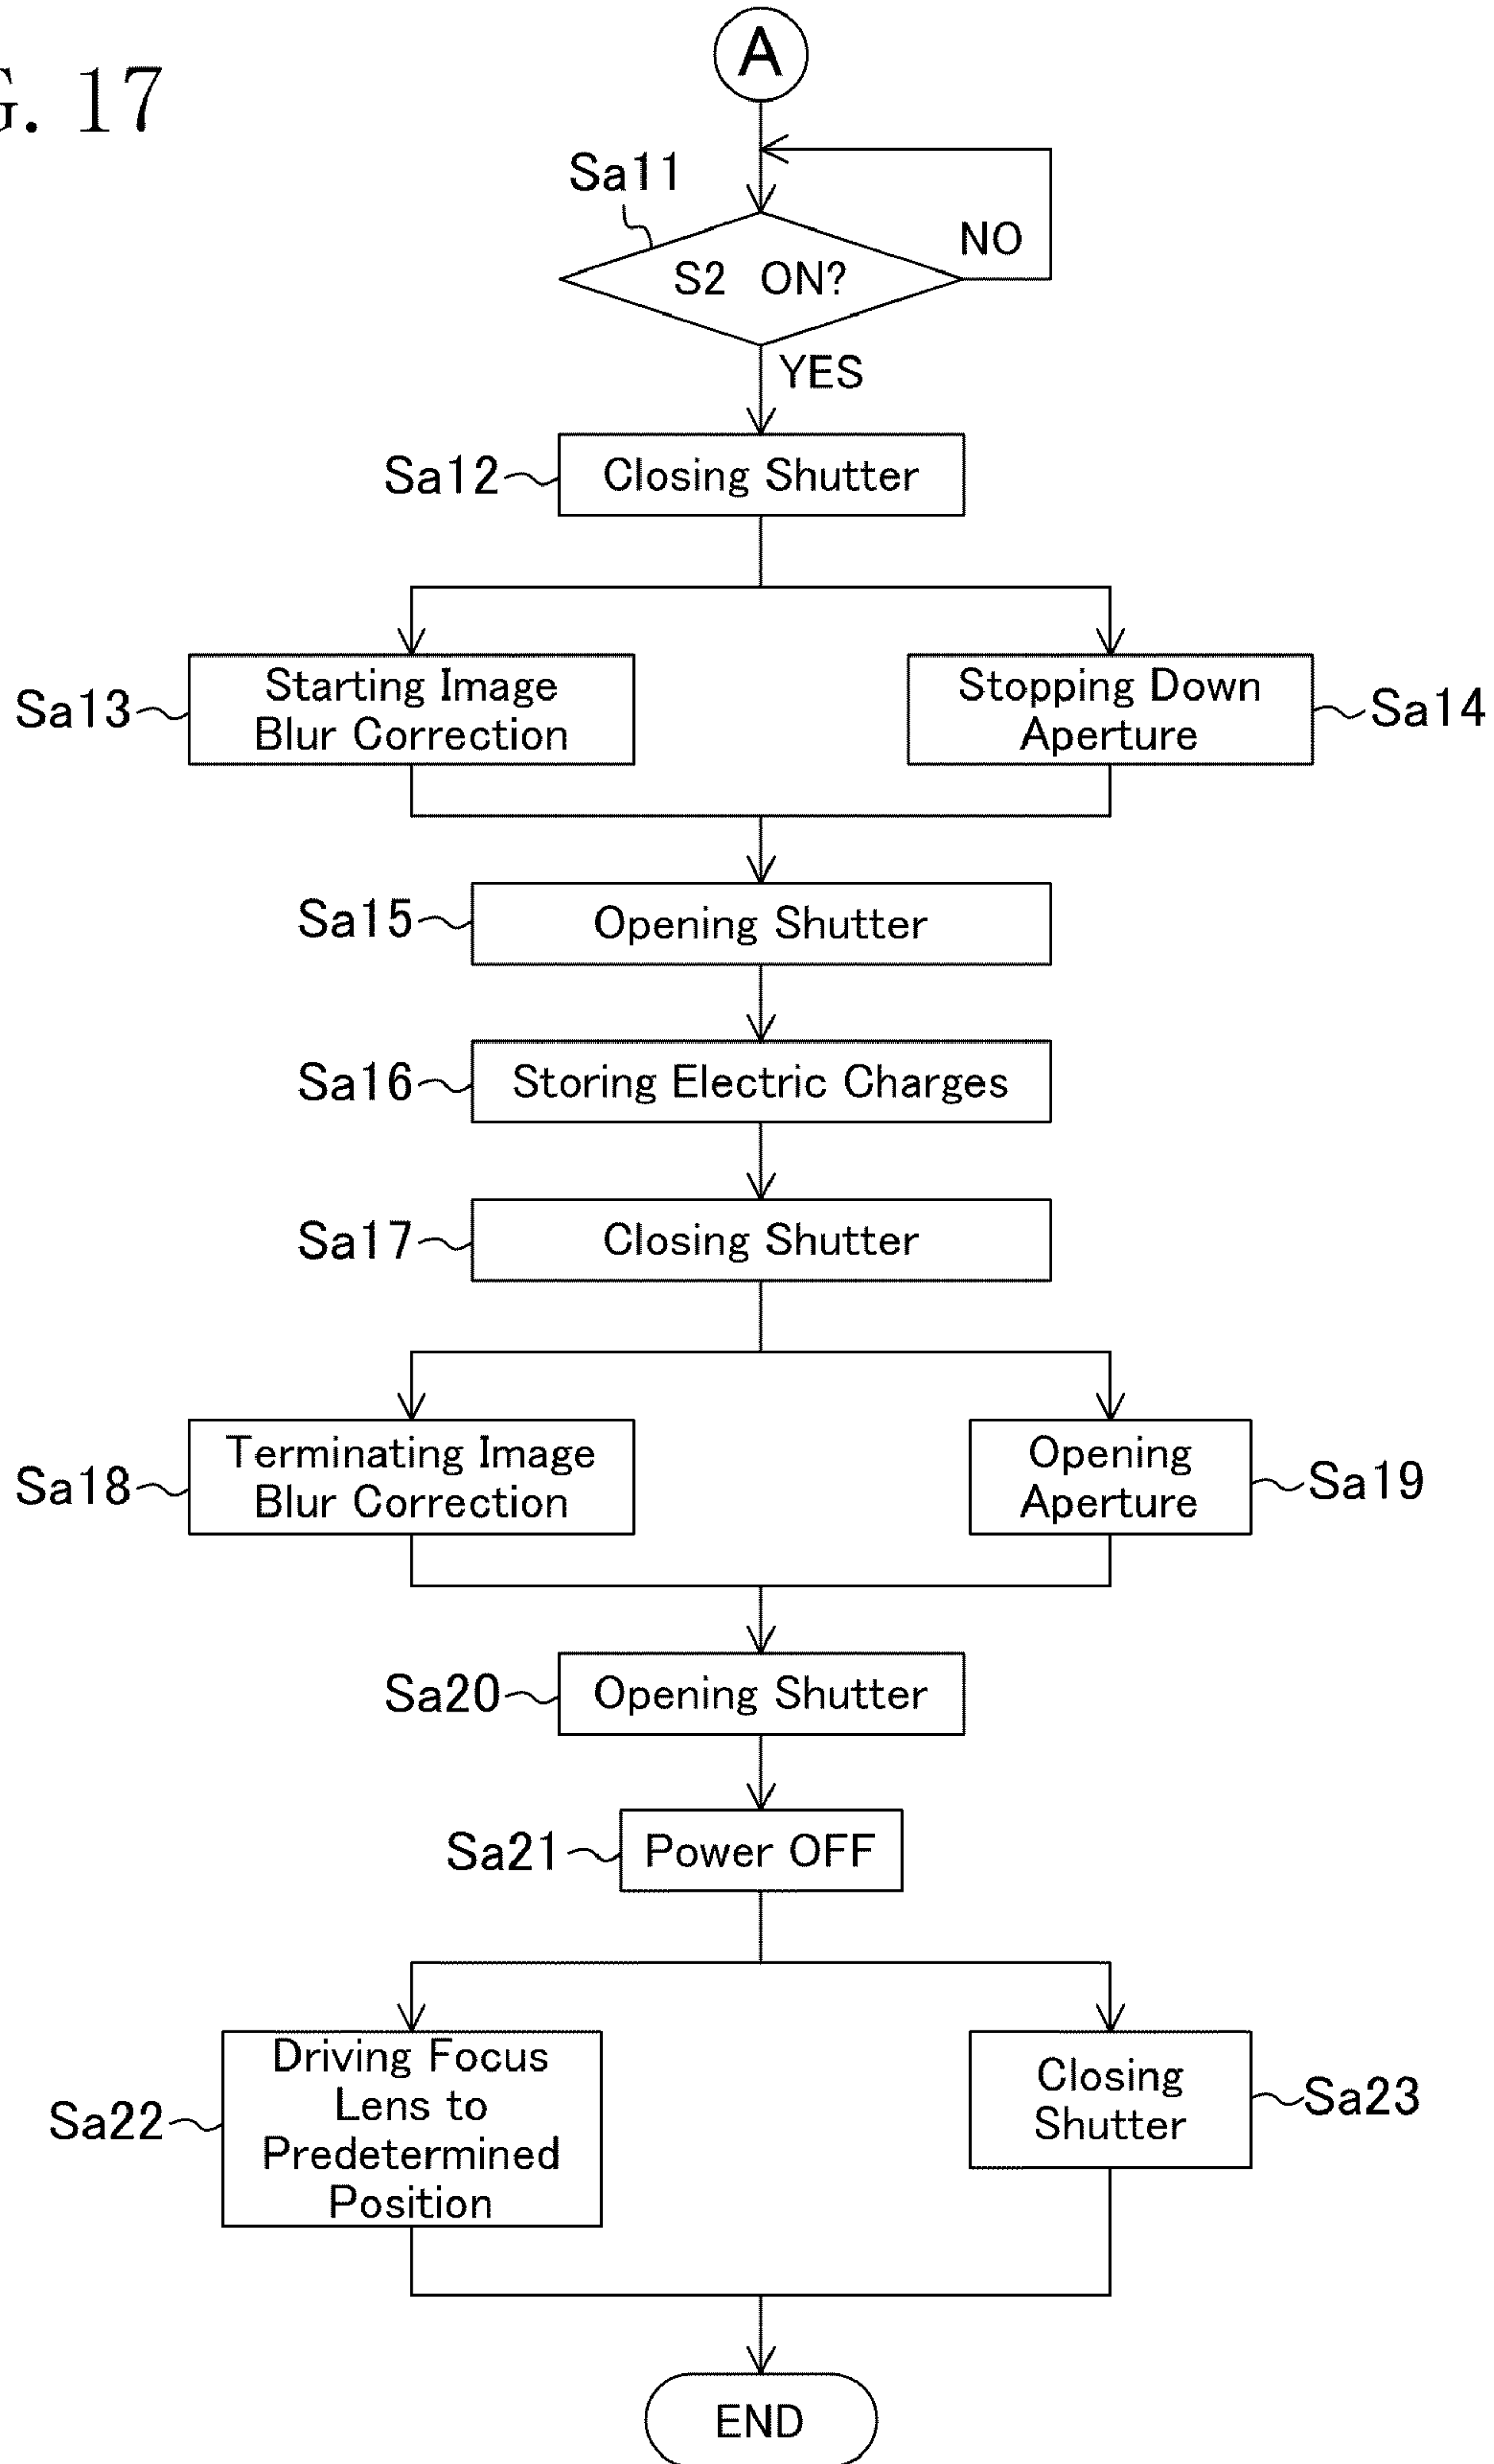 G. 17
A
Sa11
S2 ON?
NO
YES
Sa12
Closing Shutter
Sa13
Starting Image
Blur Correction
Stopping Down
Aperture
Sa14
Sa15
Opening Shutter
Sa16
Storing Electric Charges
Sa17
Closing Shutter
Sa18
Terminating Image
Blur Correction
Opening
Aperture
Sa19
Sa20
Opening Shutter
Sa21
Power OFF
Sa22
Driving Focus
Lens to
Predetermined
Position
Closing
Shutter
Sa23
END